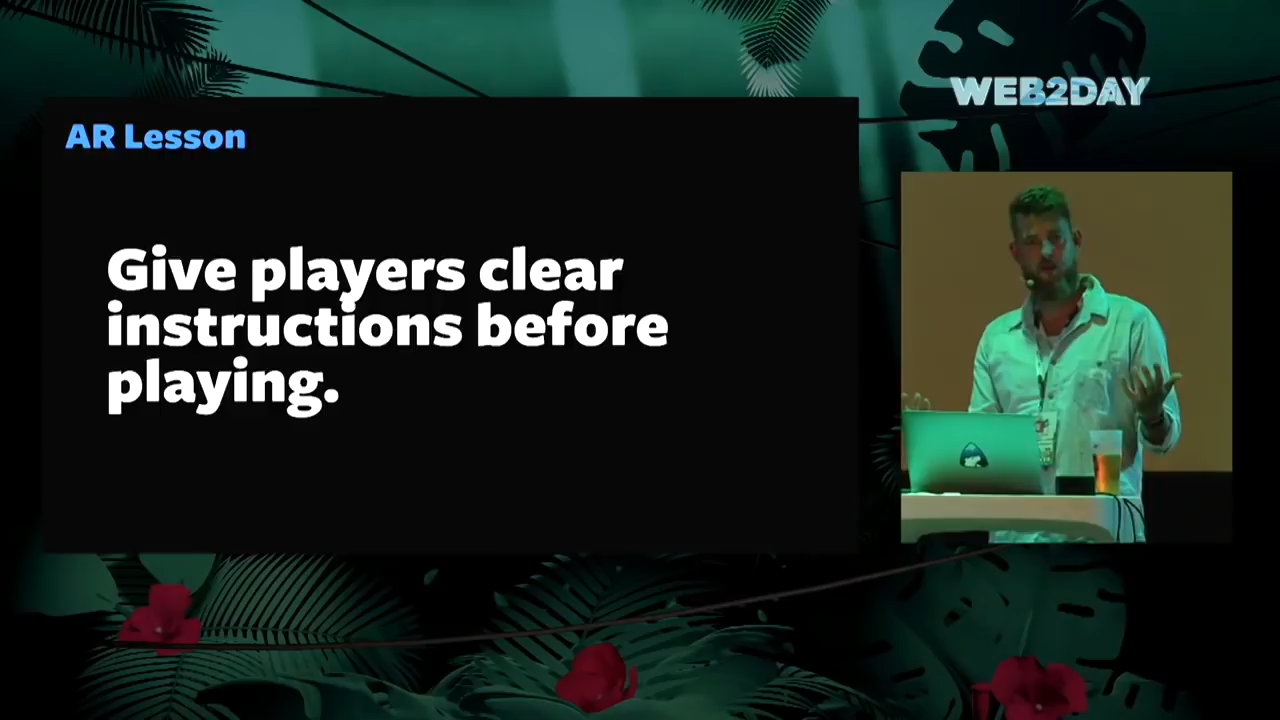 WEB2DAY
AR Lesson
Give players clear
instructions before
playing.